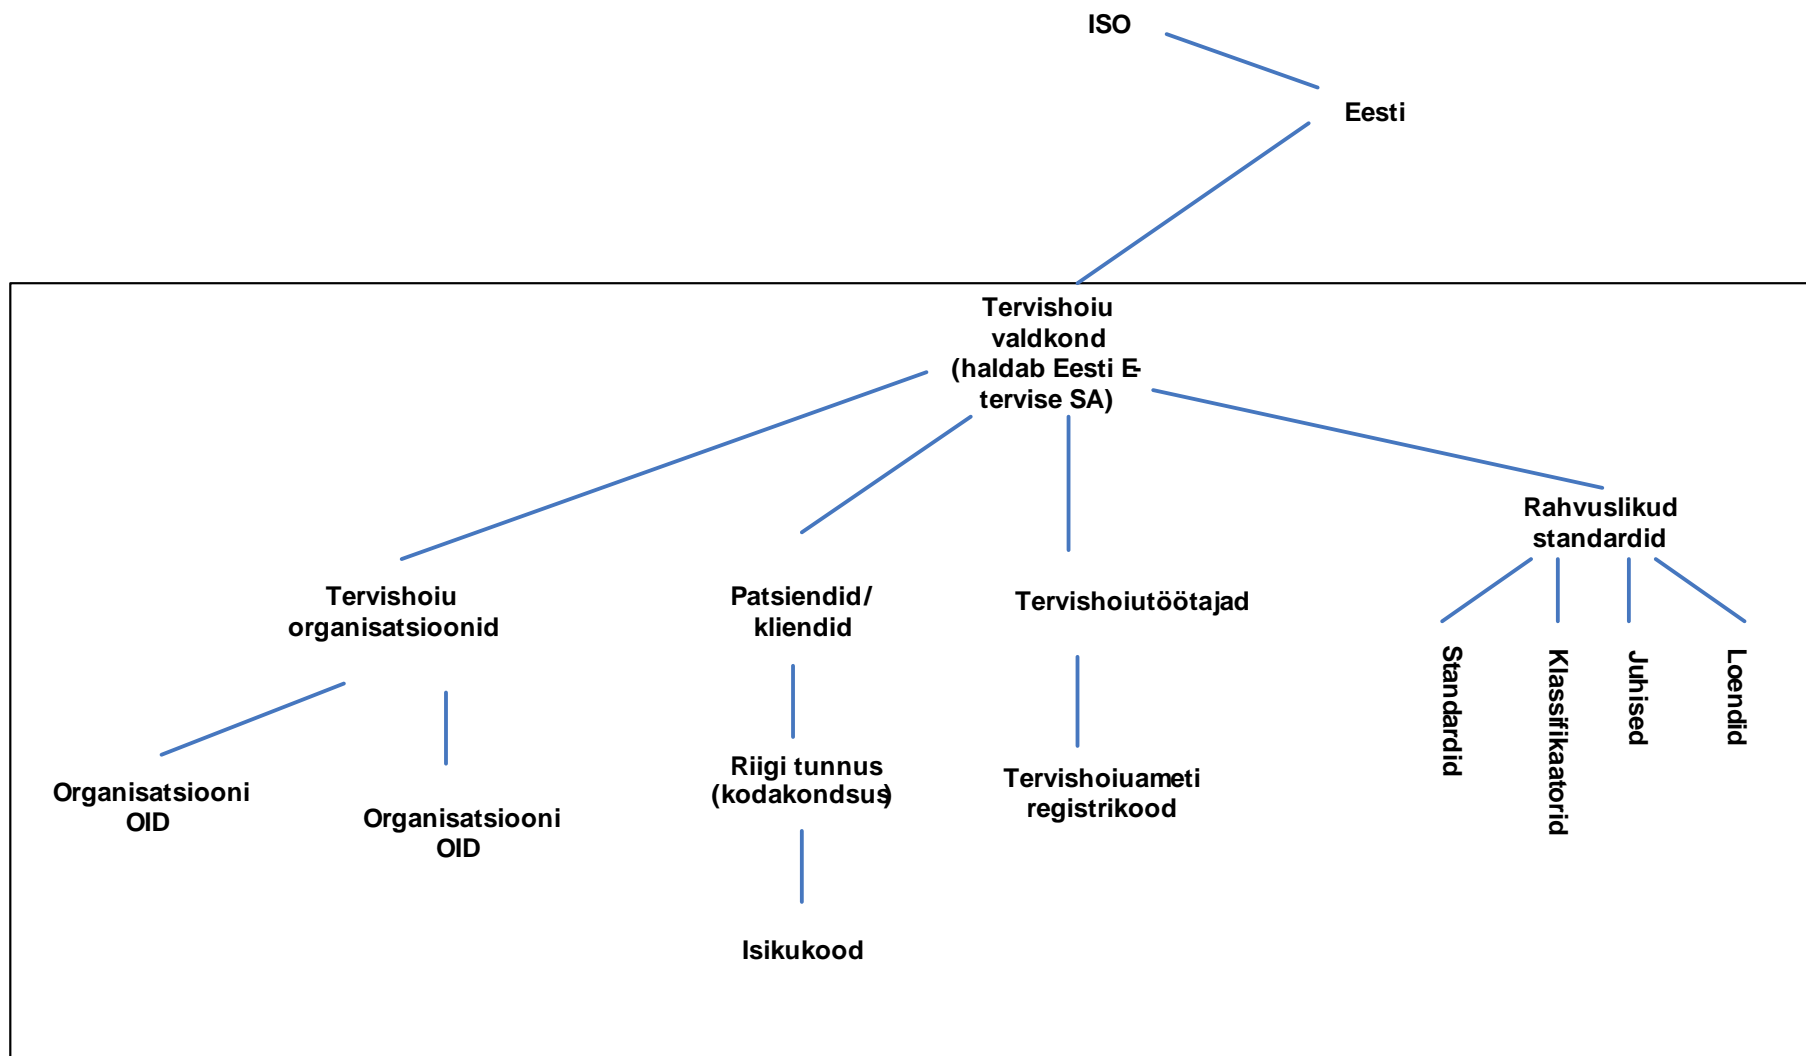 ISO
Eesti
Tervishoiu
valdkond
(haldab Eesti E-
tervise SA)
Rahvuslikud
standardid
Tervishoiu
organisatsioonid
Patsiendid/
kliendid
Tervishoiutöötajad
Standardid
Klassifikaatorid
Juhised
Loendid
Organisatsiooni
OID
Organisatsiooni
OID
Riigi tunnus
(kodakondsus)
Tervishoiuameti
registrikood
Isikukood